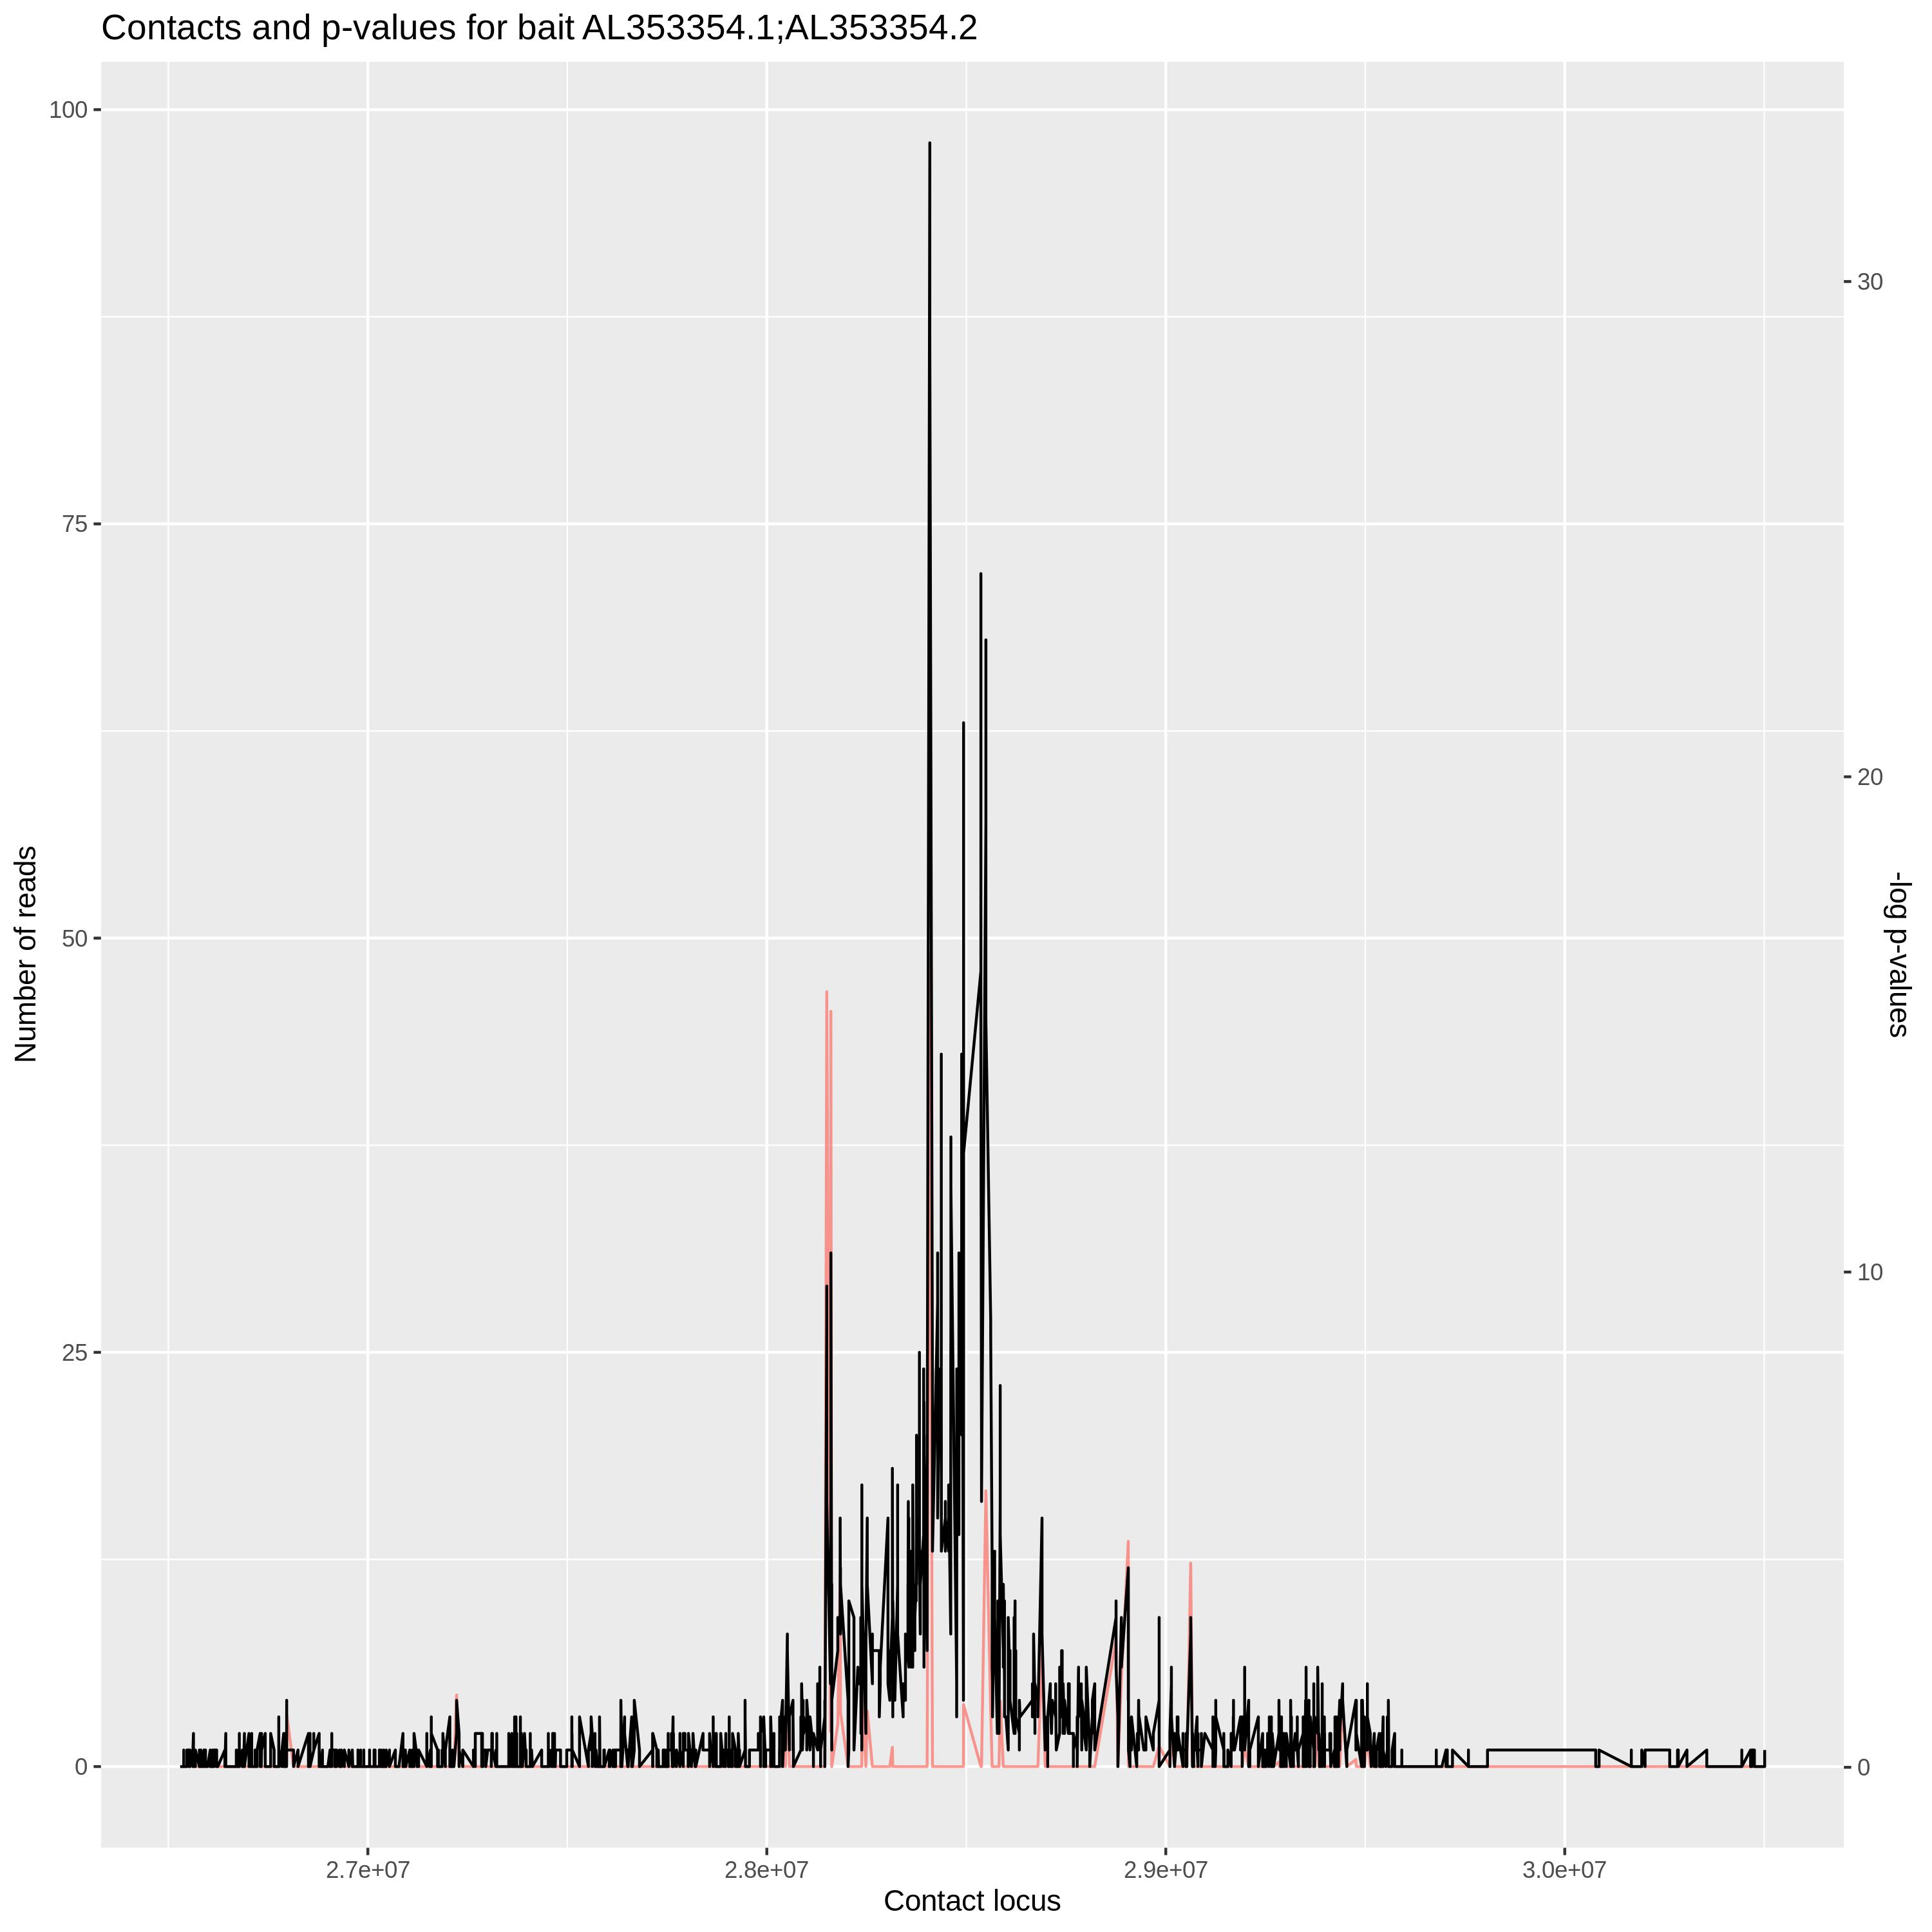 Contacts and p-values for bait AL353354.1;AL353354.2
100
75
50
25
0
30
20
10
0
Number of reads
-log p-values
2.7e+07
2.8e+07
2.9e+07
3.0e+07
Contact locus